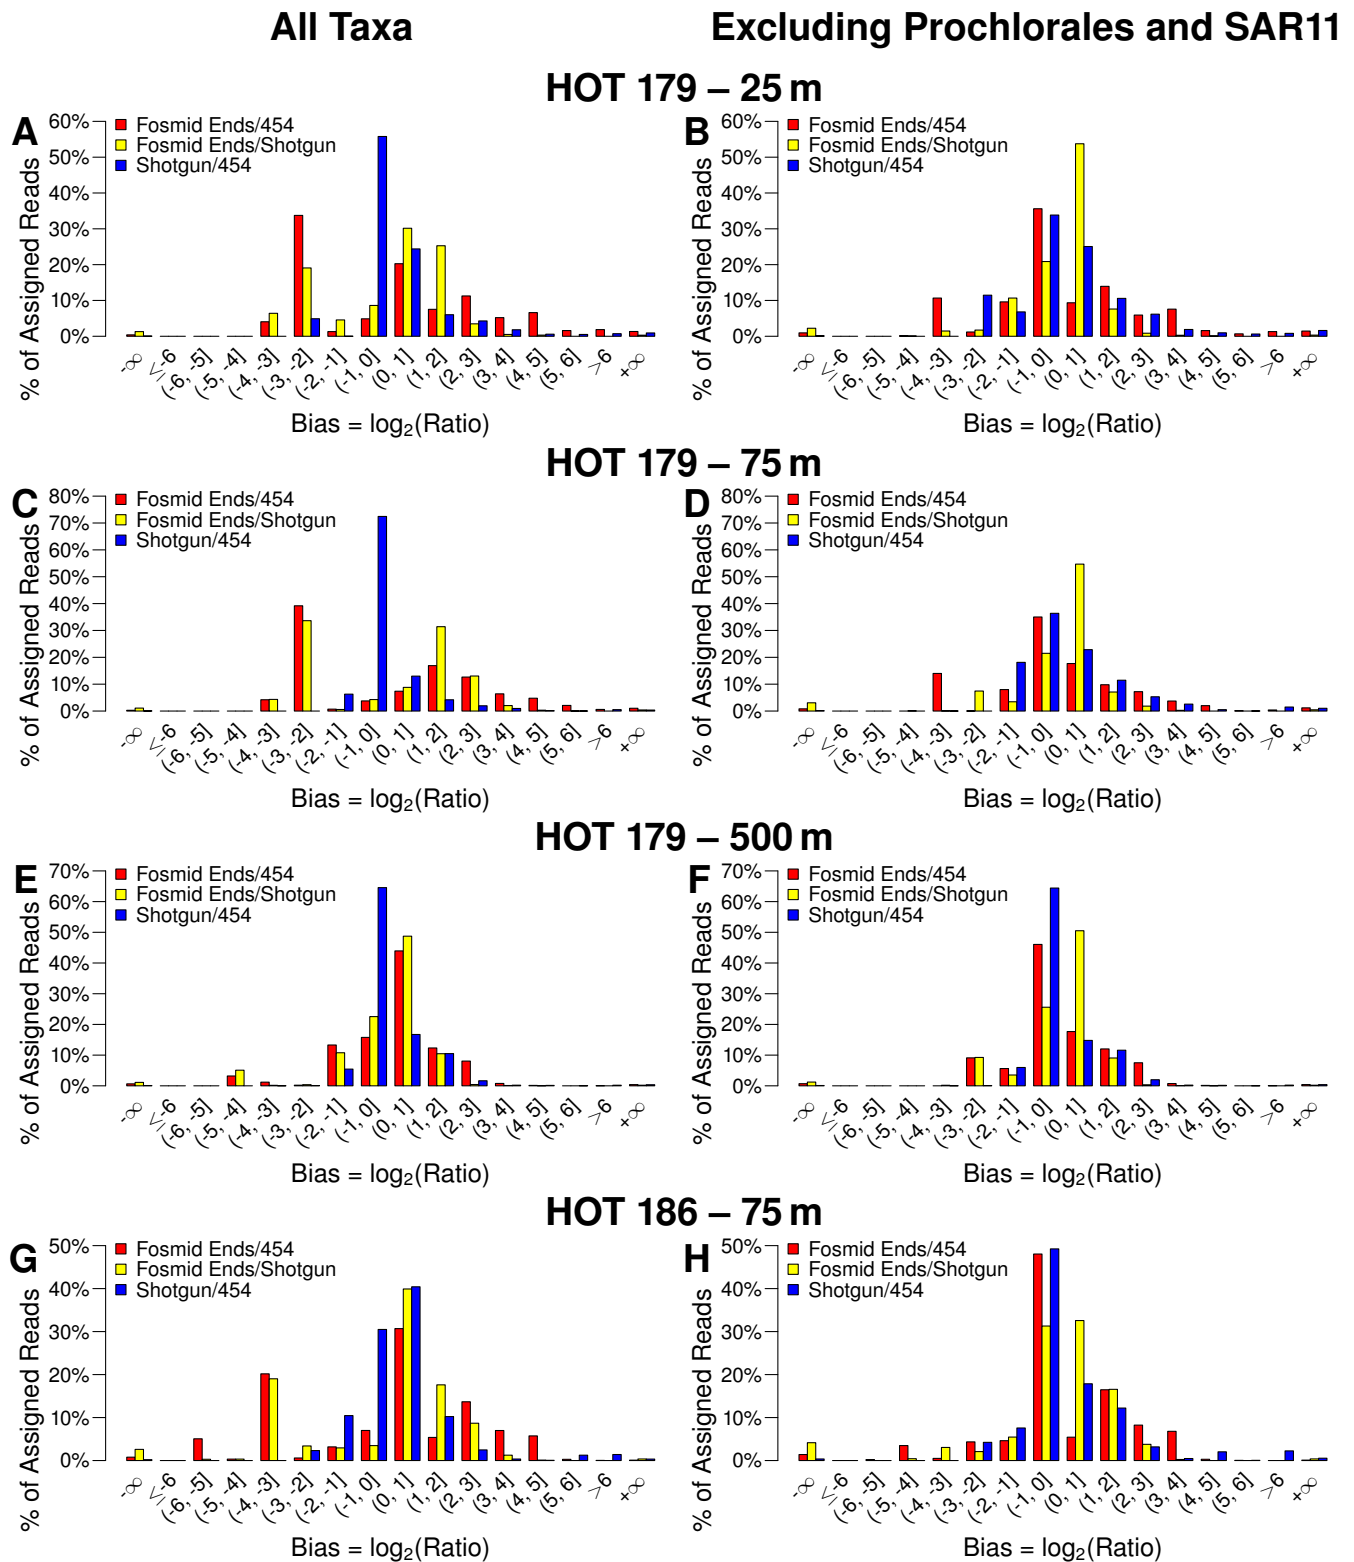 All Taxa
Excluding Prochlorales and SAR11
HOT 179 – 25 m
A
% of Assigned Reads
60%
50%
40%
30%
20%
10%
0%
Fosmid Ends/454
Fosmid Ends/Shotgun
Shotgun/454
-∞ ≤-6 (-6, -5] (-5, -4] (-4, -3] (-3, -2] (-2, -1] (-1, 0] (0, 1] (1, 2] (2, 3] (3, 4] (4, 5] (5, 6] >6 +∞
Bias = log₂(Ratio)
B
% of Assigned Reads
60%
50%
40%
30%
20%
10%
0%
Fosmid Ends/454
Fosmid Ends/Shotgun
Shotgun/454
-∞ ≤-6 (-6, -5] (-5, -4] (-4, -3] (-3, -2] (-2, -1] (-1, 0] (0, 1] (1, 2] (2, 3] (3, 4] (4, 5] (5, 6] >6 +∞
Bias = log₂(Ratio)
HOT 179 – 75 m
C
% of Assigned Reads
80%
70%
60%
50%
40%
30%
20%
10%
0%
Fosmid Ends/454
Fosmid Ends/Shotgun
Shotgun/454
-∞ ≤-6 (-6, -5] (-5, -4] (-4, -3] (-3, -2] (-2, -1] (-1, 0] (0, 1] (1, 2] (2, 3] (3, 4] (4, 5] (5, 6] >6 +∞
Bias = log₂(Ratio)
D
% of Assigned Reads
80%
70%
60%
50%
40%
30%
20%
10%
0%
Fosmid Ends/454
Fosmid Ends/Shotgun
Shotgun/454
-∞ ≤-6 (-6, -5] (-5, -4] (-4, -3] (-3, -2] (-2, -1] (-1, 0] (0, 1] (1, 2] (2, 3] (3, 4] (4, 5] (5, 6] >6 +∞
Bias = log₂(Ratio)
HOT 179 – 500 m
E
% of Assigned Reads
70%
60%
50%
40%
30%
20%
10%
0%
Fosmid Ends/454
Fosmid Ends/Shotgun
Shotgun/454
-∞ ≤-6 (-6, -5] (-5, -4] (-4, -3] (-3, -2] (-2, -1] (-1, 0] (0, 1] (1, 2] (2, 3] (3, 4] (4, 5] (5, 6] >6 +∞
Bias = log₂(Ratio)
F
% of Assigned Reads
70%
60%
50%
40%
30%
20%
10%
0%
Fosmid Ends/454
Fosmid Ends/Shotgun
Shotgun/454
-∞ ≤-6 (-6, -5] (-5, -4] (-4, -3] (-3, -2] (-2, -1] (-1, 0] (0, 1] (1, 2] (2, 3] (3, 4] (4, 5] (5, 6] >6 +∞
Bias = log₂(Ratio)
HOT 186 – 75 m
G
% of Assigned Reads
50%
40%
30%
20%
10%
0%
Fosmid Ends/454
Fosmid Ends/Shotgun
Shotgun/454
-∞ ≤-6 (-6, -5] (-5, -4] (-4, -3] (-3, -2] (-2, -1] (-1, 0] (0, 1] (1, 2] (2, 3] (3, 4] (4, 5] (5, 6] >6 +∞
Bias = log₂(Ratio)
H
% of Assigned Reads
50%
40%
30%
20%
10%
0%
Fosmid Ends/454
Fosmid Ends/Shotgun
Shotgun/454
-∞ ≤-6 (-6, -5] (-5, -4] (-4, -3] (-3, -2] (-2, -1] (-1, 0] (0, 1] (1, 2] (2, 3] (3, 4] (4, 5] (5, 6] >6 +∞
Bias = log₂(Ratio)